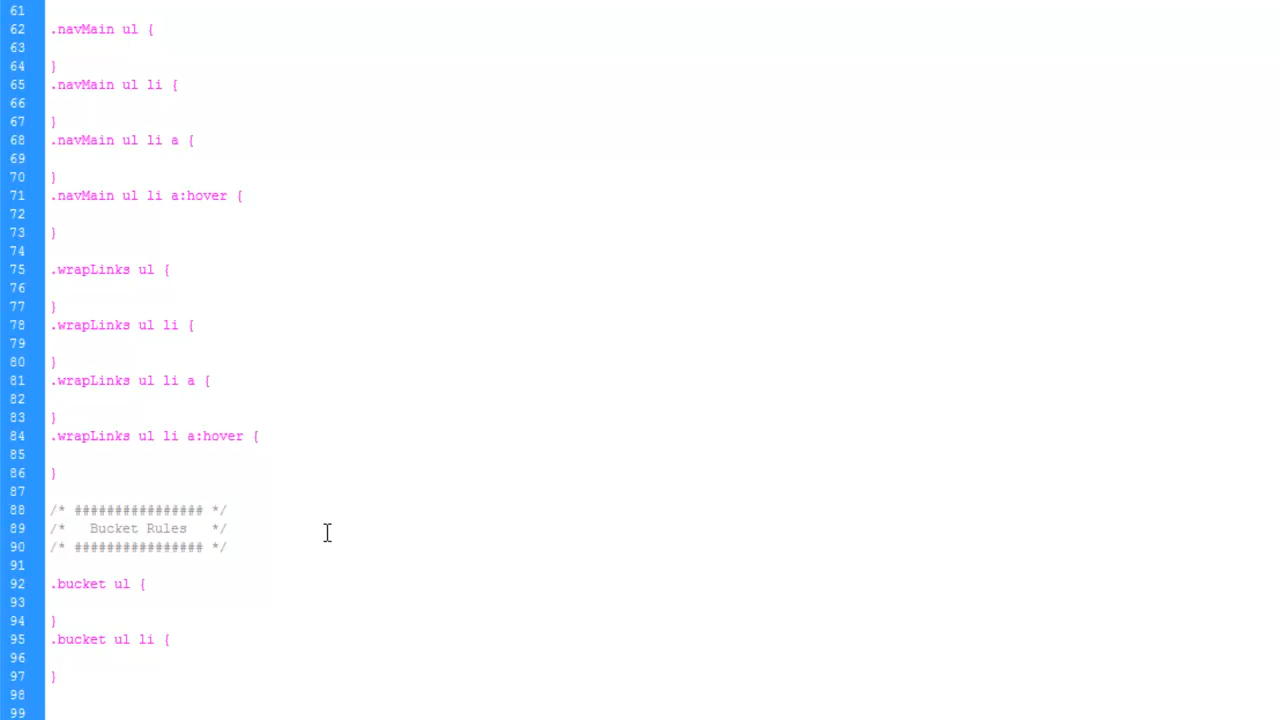 61
62 .navMain ul {
63
64 }
65 .navMain ul li {
66
67 }
68 .navMain ul li a {
69
70 }
71 .navMain ul li a:hover {
72
73 }
74
75 .wrapLinks ul {
76
77 }
78 .wrapLinks ul li {
79
80 }
81 .wrapLinks ul li a {
82
83 }
84 .wrapLinks ul li a:hover {
85
86 }
87
88 /* ################ */
89 /*   Bucket Rules   */
90 /* ################ */
91
92 .bucket ul {
93
94 }
95 .bucket ul li {
96
97 }
98
99